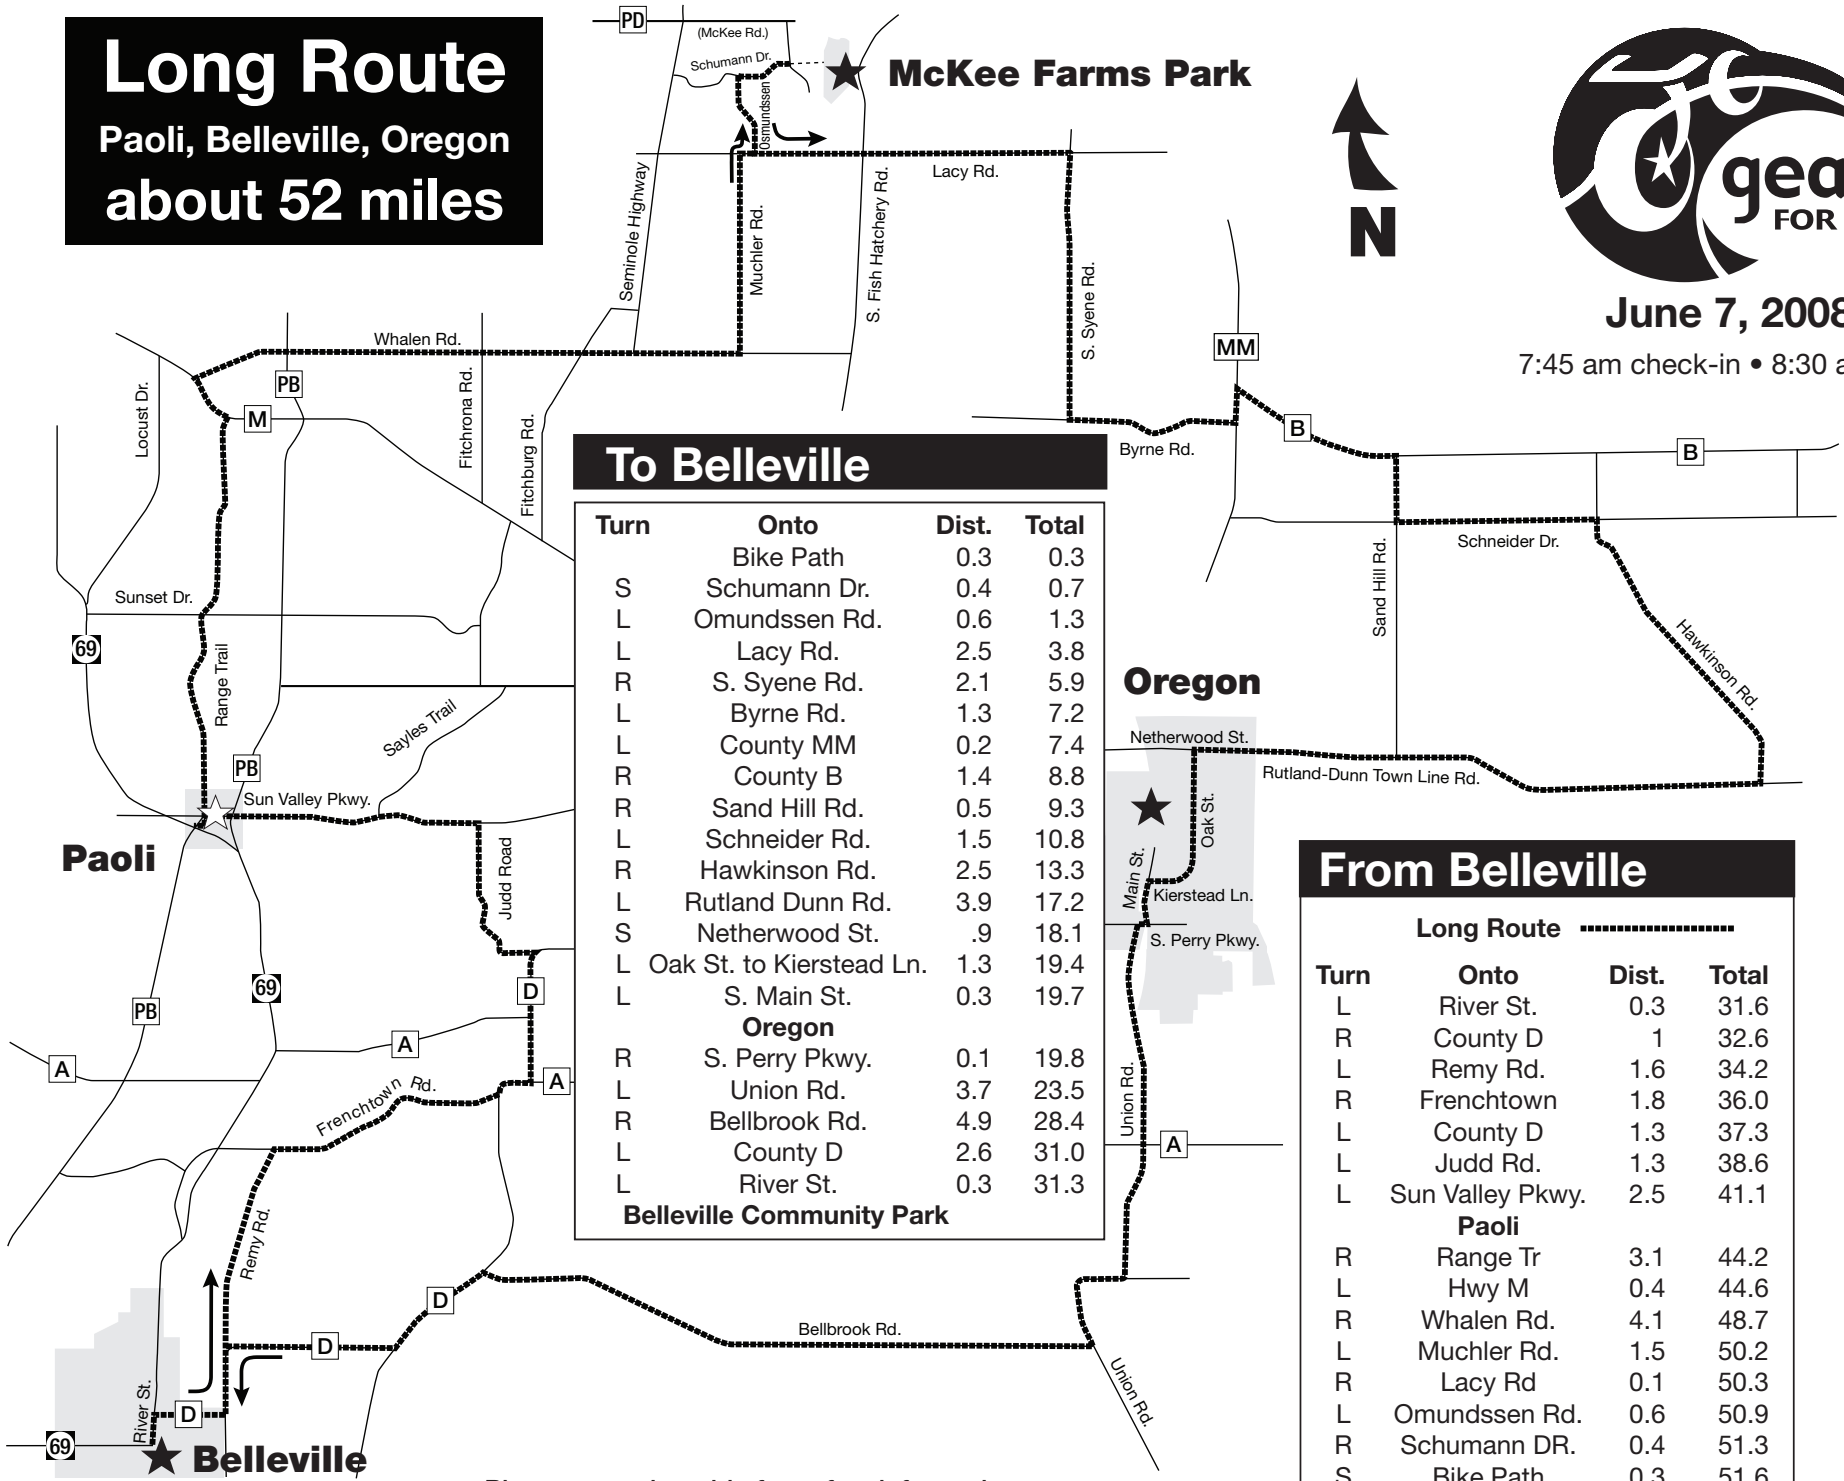 Long Route
Paoli, Belleville, Oregon
about 52 miles
PD
(McKee Rd.)
Schumann Dr.
Osmundssen
McKee Farms Park
N
FOR
June 7, 2008
7:45 am check-in • 8:30 a
Lacy Rd.
Seminole Highway
Muchler Rd.
S. Fish Hatchery Rd.
S. Syene Rd.
MM
Whalen Rd.
PB
M
Locust Dr.
Fitchrona Rd.
Fitchburg Rd.
Byrne Rd.
B
B
Schneider Dr.
Sand Hill Rd.
Hawkinson Rd.
Sunset Dr.
69
Range Trail
Sayles Trail
PB
Sun Valley Pkwy.
Paoli
Judd Road
D
69
PB
A
A
A
Frenchtown Rd.
Remy Rd.
D
D
D
River St.
69
Belleville
Bellbrook Rd.
Union Rd.
Union Rd.
A
Oregon
Netherwood St.
Rutland-Dunn Town Line Rd.
Oak St.
Main St.
Kierstead Ln.
S. Perry Pkwy.
To Belleville
Turn Onto Dist. Total
Bike Path 0.3 0.3
S Schumann Dr. 0.4 0.7
L Omundssen Rd. 0.6 1.3
L Lacy Rd. 2.5 3.8
R S. Syene Rd. 2.1 5.9
L Byrne Rd. 1.3 7.2
L County MM 0.2 7.4
R County B 1.4 8.8
R Sand Hill Rd. 0.5 9.3
L Schneider Rd. 1.5 10.8
R Hawkinson Rd. 2.5 13.3
L Rutland Dunn Rd. 3.9 17.2
S Netherwood St. .9 18.1
L Oak St. to Kierstead Ln. 1.3 19.4
L S. Main St. 0.3 19.7
Oregon
R S. Perry Pkwy. 0.1 19.8
L Union Rd. 3.7 23.5
R Bellbrook Rd. 4.9 28.4
L County D 2.6 31.0
L River St. 0.3 31.3
Belleville Community Park
From Belleville
Long Route
Turn Onto Dist. Total
L River St. 0.3 31.6
R County D 1 32.6
L Remy Rd. 1.6 34.2
R Frenchtown 1.8 36.0
L County D 1.3 37.3
L Judd Rd. 1.3 38.6
L Sun Valley Pkwy. 2.5 41.1
Paoli
R Range Tr 3.1 44.2
L Hwy M 0.4 44.6
R Whalen Rd. 4.1 48.7
L Muchler Rd. 1.5 50.2
R Lacy Rd 0.1 50.3
L Omundssen Rd. 0.6 50.9
R Schumann DR. 0.4 51.3
S Bike Path 0.3 51.6